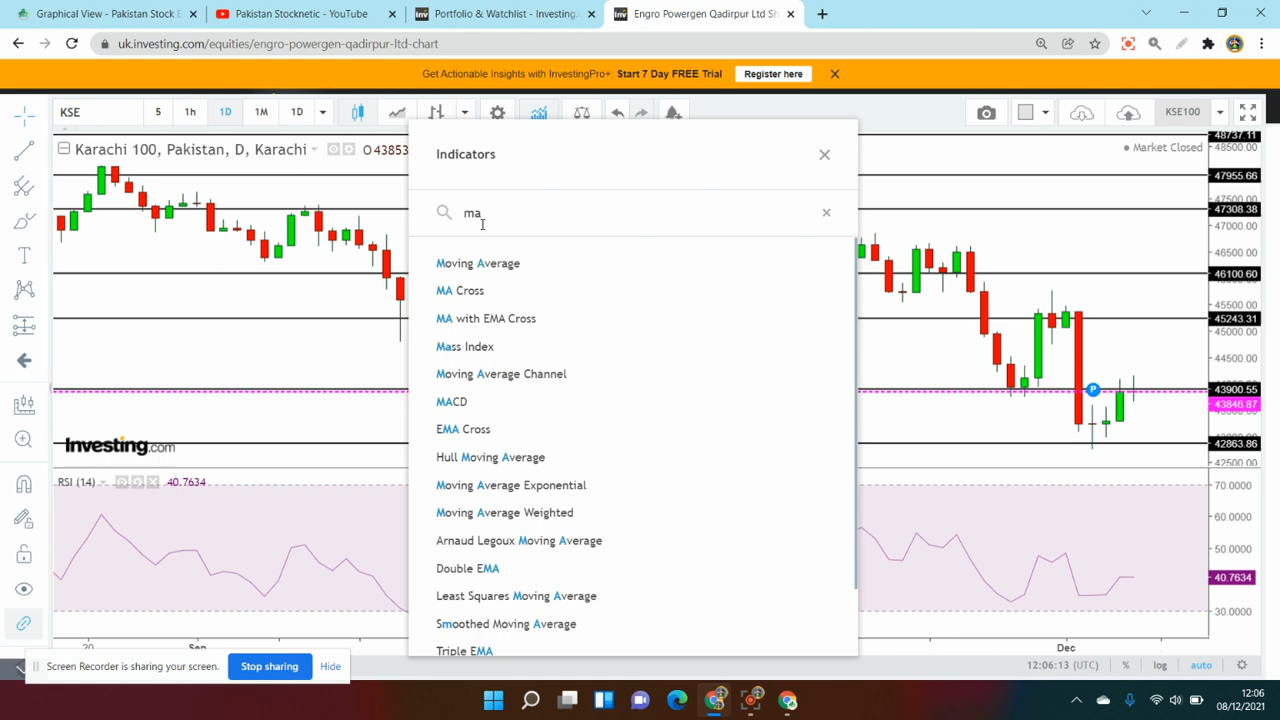 Graphical View - Pakistan Stock E
Pakistan Stocknetic - YouTube
Portfolio & Watchlist - Investing.
Engro Powergen Qadirpur Ltd Sh
uk.investing.com/equities/engro-powergen-qadirpur-ltd-chart
Get Actionable Insights with InvestingPro+: Start 7 Day FREE Trial
Register here
KSE
5
1h
1D
1M
1D
KSE100
Karachi 100, Pakistan, D, Karachi
O43853
Market Closed
Indicators
ma
Moving Average
MA Cross
MA with EMA Cross
Mass Index
Moving Average Channel
MACD
EMA Cross
Hull Moving Average
Moving Average Exponential
Moving Average Weighted
Arnaud Legoux Moving Average
Double EMA
Least Squares Moving Average
Smoothed Moving Average
Triple EMA
48737.11
48500.00
47955.66
47500.00
47308.38
47000.00
46500.00
46100.60
45500.00
45243.31
45000.00
44500.00
43900.55
43846.87
42863.86
42500.00
P
Investing.com
RSI (14)
40.7634
70.0000
60.0000
50.0000
40.7634
30.0000
20
Sep
Dec
12:06:13 (UTC)
%
log
auto
Screen Recorder is sharing your screen.
Stop sharing
Hide
12:06
08/12/2021